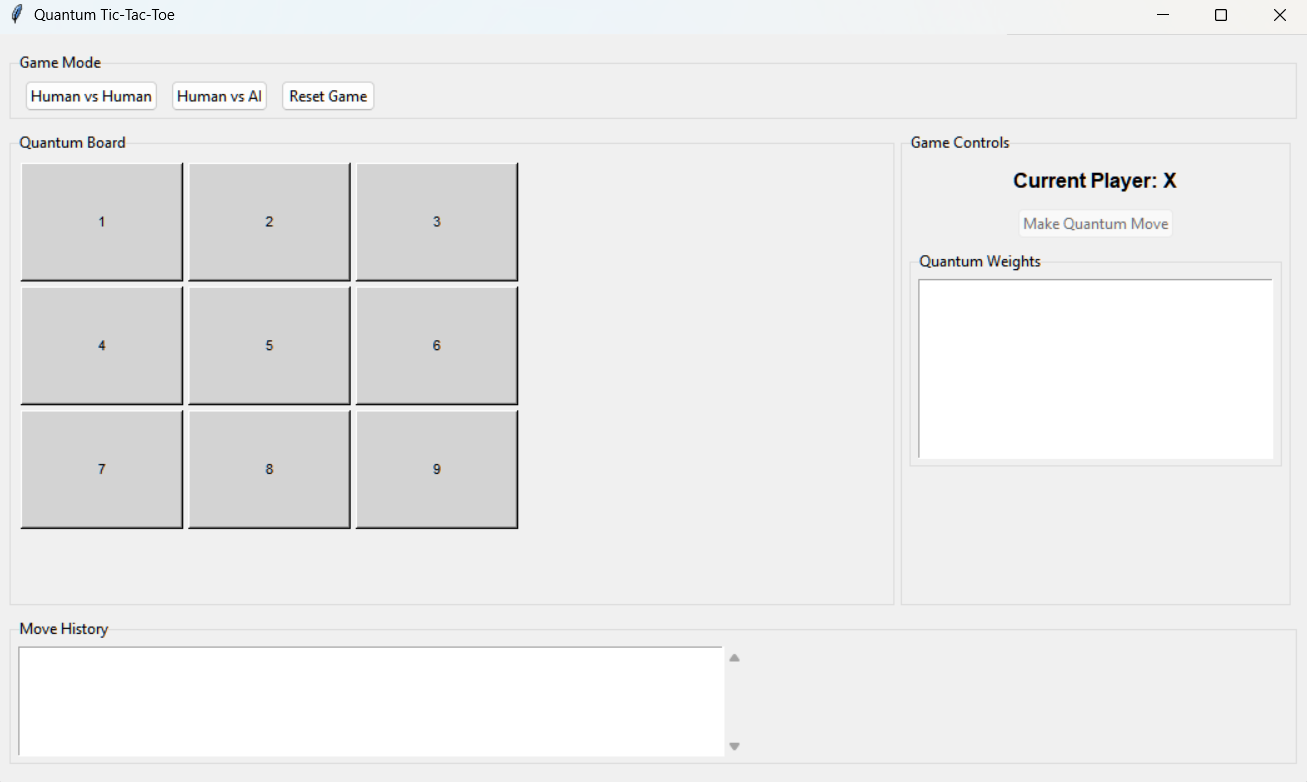 Quantum Tic-Tac-Toe
Game Mode
Human vs Human Human vs AI Reset Game
Quantum Board
1 2 3
4 5 6
7 8 9
Game Controls
Current Player: X
Make Quantum Move
Quantum Weights
Move History